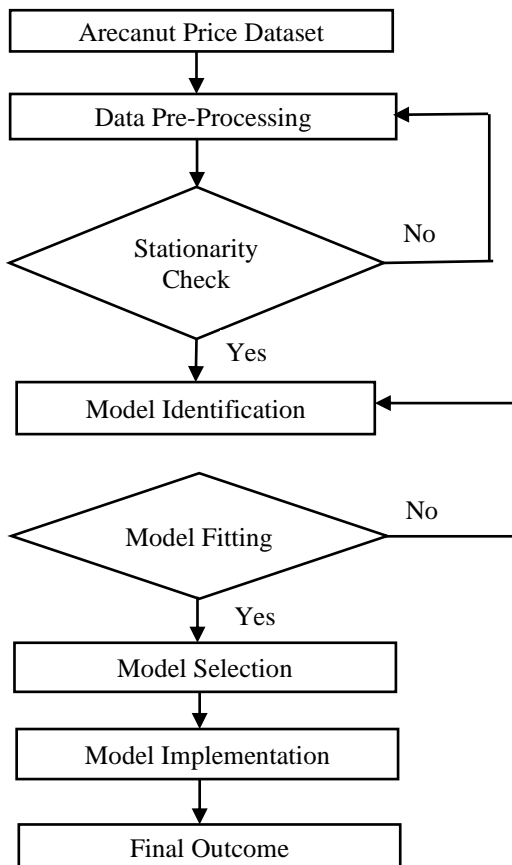 Arecanut Price Dataset
Data Pre-Processing
Stationarity
Check
No
Yes
Model Identification
Model Fitting
No
Yes
Model Selection
Model Implementation
Final Outcome